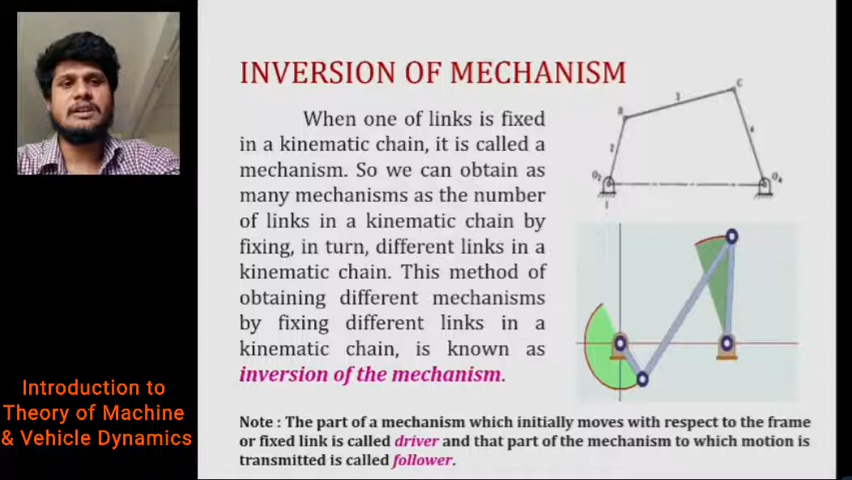 INVERSION OF MECHANISM
When one of links is fixed
in a kinematic chain, it is called a
mechanism. So we can obtain as
many mechanisms as the number
of links in a kinematic chain by
fixing, in turn, different links in a
kinematic chain. This method of
obtaining different mechanisms
by fixing different links in a
kinematic chain, is known as
inversion of the mechanism.
C
B
3
2
4
O₂
O₄
1
Note : The part of a mechanism which initially moves with respect to the frame
or fixed link is called driver and that part of the mechanism to which motion is
transmitted is called follower.
Introduction to
Theory of Machine
& Vehicle Dynamics